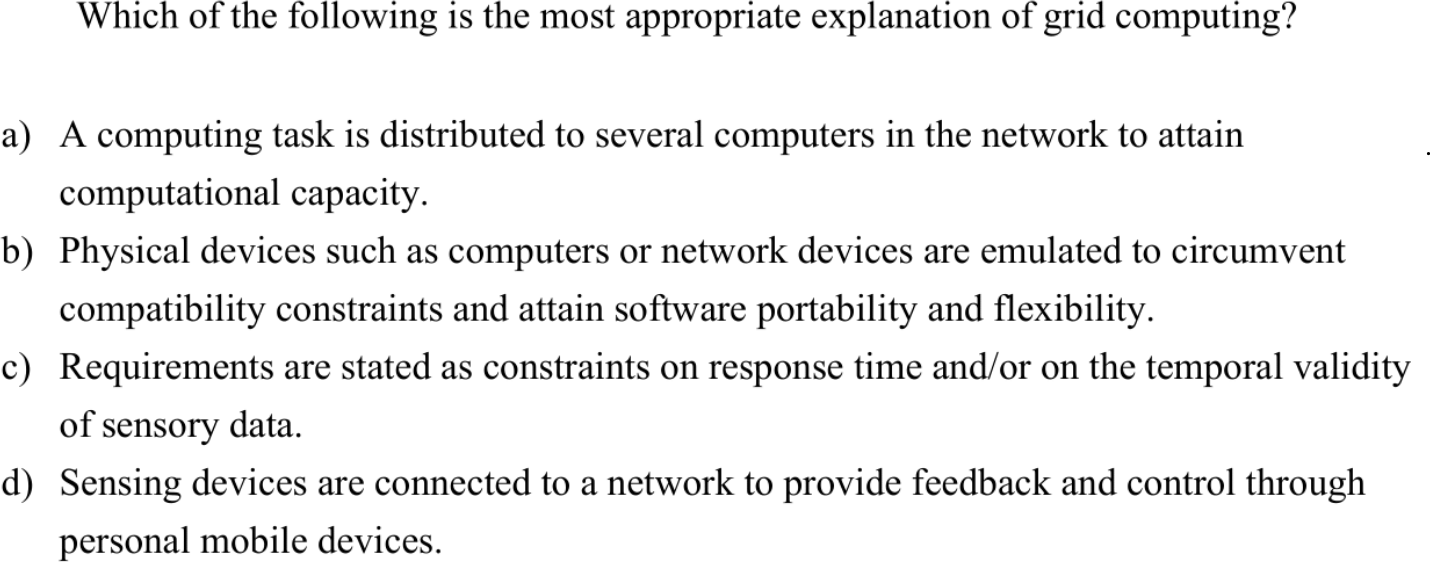 Which of the following is the most appropriate explanation of grid computing?
a) A computing task is distributed to several computers in the network to attain
computational capacity.
b) Physical devices such as computers or network devices are emulated to circumvent
compatibility constraints and attain software portability and flexibility.
c) Requirements are stated as constraints on response time and/or on the temporal validity
of sensory data.
d) Sensing devices are connected to a network to provide feedback and control through
personal mobile devices.